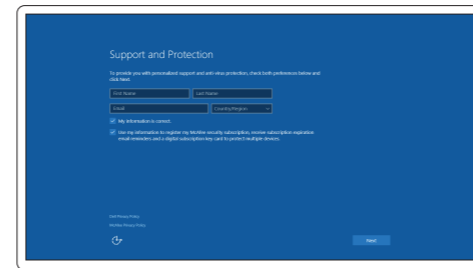 Support and Protection
To provide you with personalized support and anti-virus protection, check both preferences below and
click Next.
First Name
Last Name
Email
Country/Region
My information is correct.
Use my information to register my McAfee security subscription, receive subscription expiration
email reminders and a digital subscription key card to protect multiple devices.
Dell Privacy Policy
McAfee Privacy Policy
Next